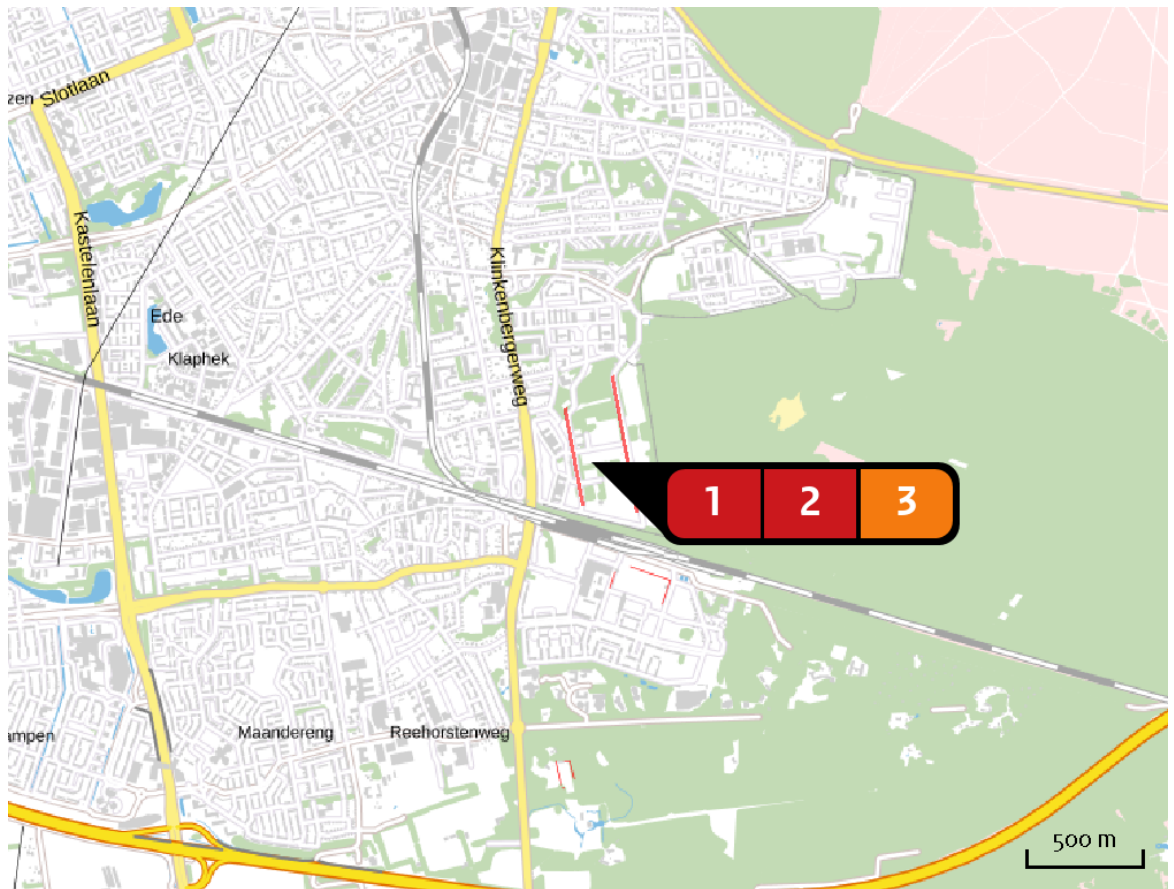 zen
Slotlaan
Kastelenlaan
Klinkenbergerweg
Ede
Klaphek
1 2 3
ampen
Maandereng
Reehorstenweg
500 m